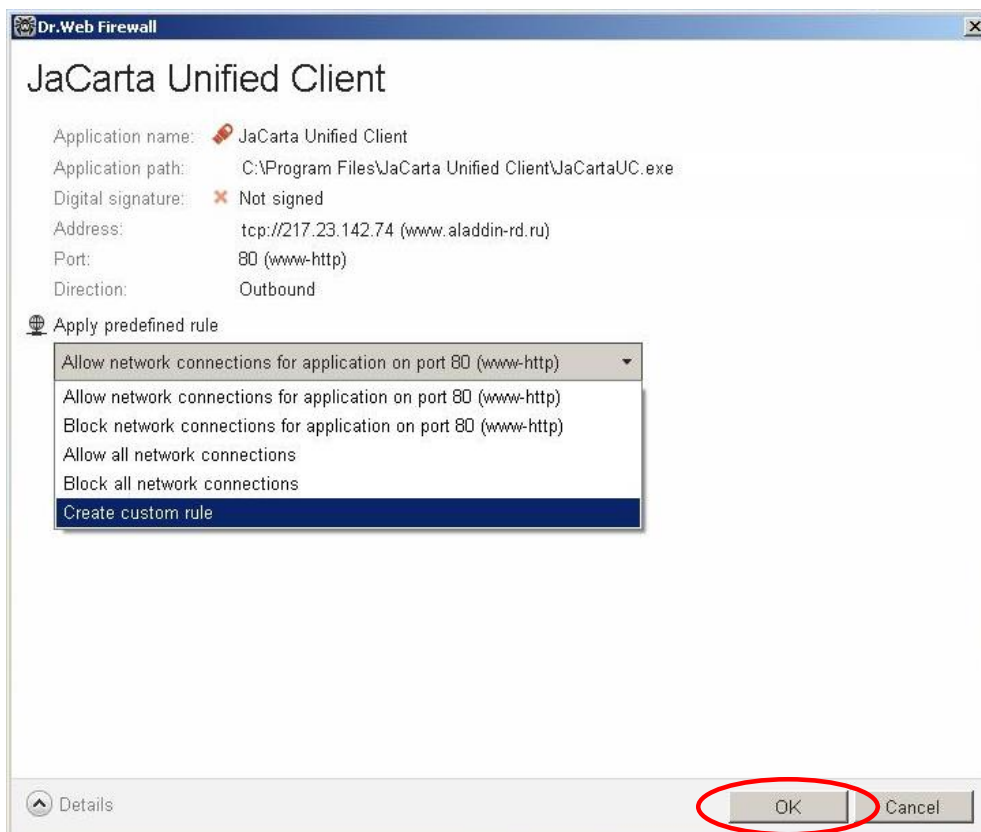 Dr.Web Firewall
JaCarta Unified Client
Application name: JaCarta Unified Client
Application path: C:\Program Files\JaCarta Unified Client\JaCartaUC.exe
Digital signature: Not signed
Address: tcp://217.23.142.74 (www.aladdin-rd.ru)
Port: 80 (www-http)
Direction: Outbound
Apply predefined rule
Allow network connections for application on port 80 (www-http)
Allow network connections for application on port 80 (www-http)
Block network connections for application on port 80 (www-http)
Allow all network connections
Block all network connections
Create custom rule
Details OK Cancel